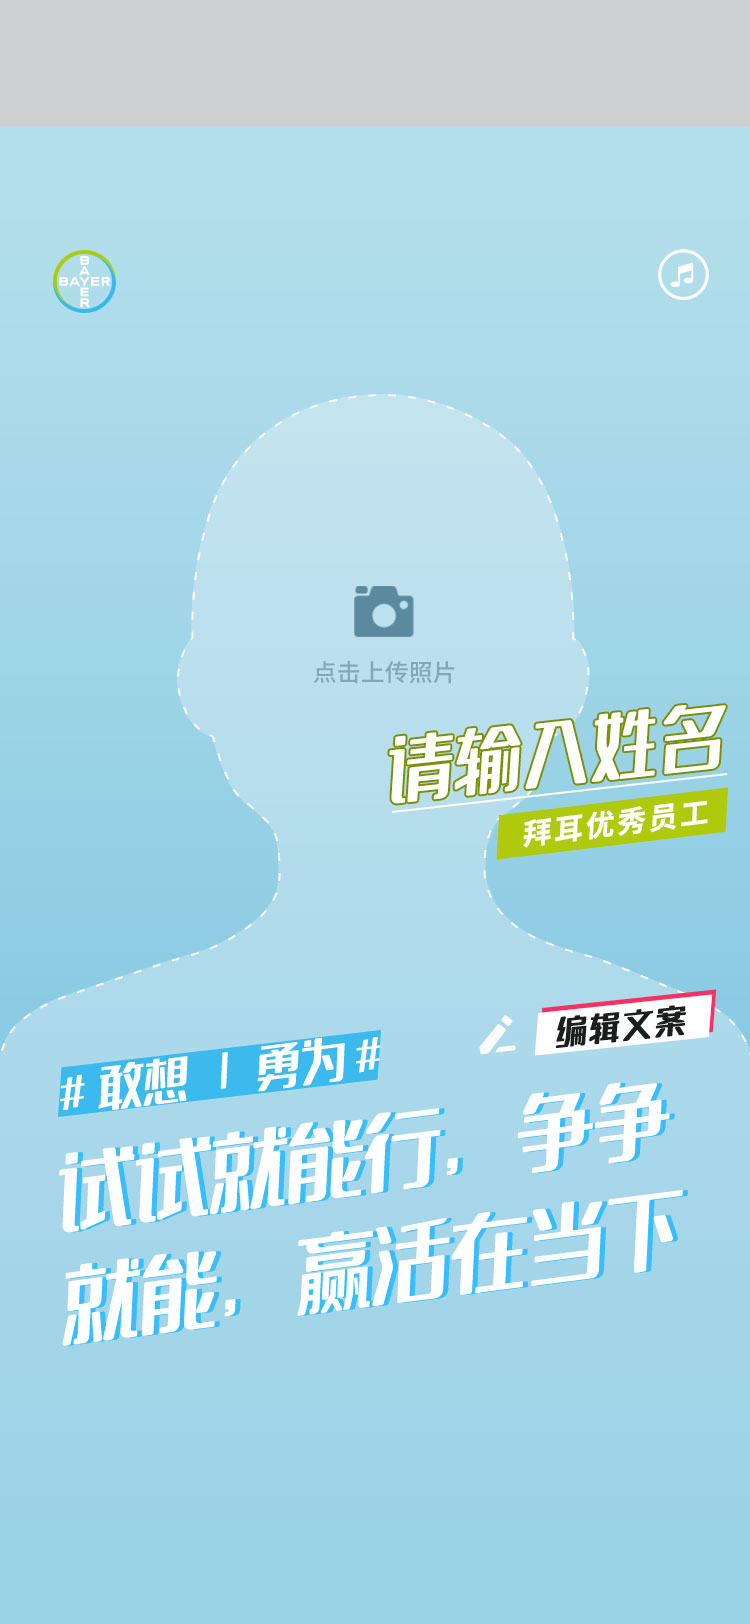 BAYER
BAYER
点击上传照片
请输入姓名
拜耳优秀员工
编辑文案
#敢想 | 勇为#
试试就能行，争争
就能，赢活在当下